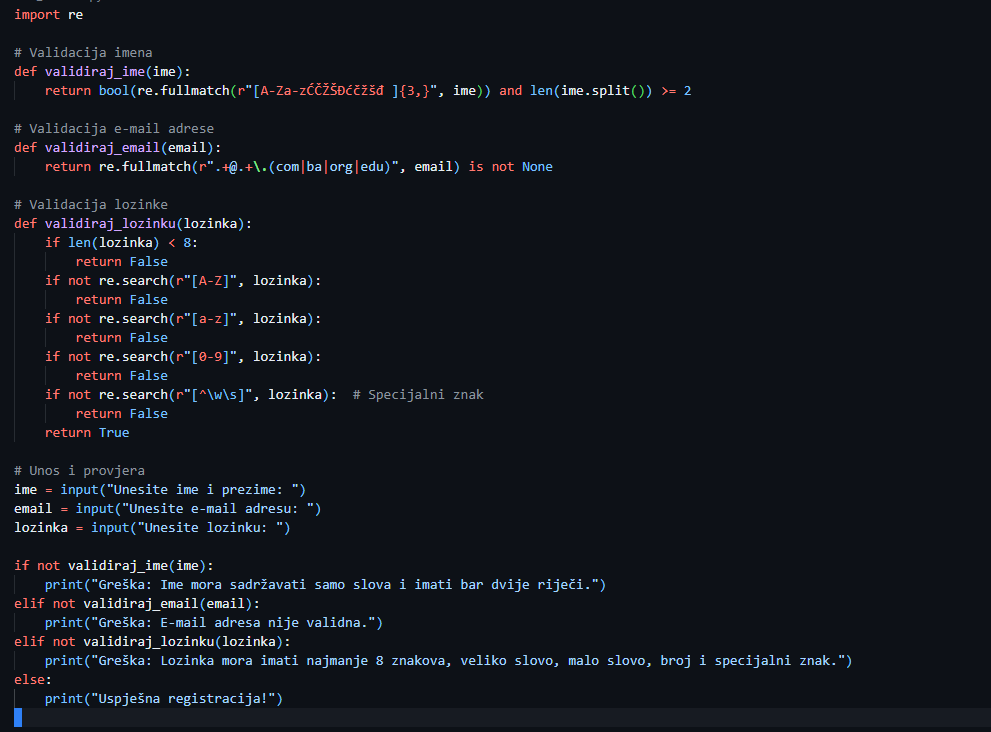 import re
# Validacija imena
def validiraj_ime(ime):
    return bool(re.fullmatch(r"[A-Za-zĆČŽŠĐćčžšđ ]{3,}", ime)) and len(ime.split()) >= 2
# Validacija e-mail adrese
def validiraj_email(email):
    return re.fullmatch(r".+@.+\.(com|ba|org|edu)", email) is not None
# Validacija lozinke
def validiraj_lozinku(lozinka):
    if len(lozinka) < 8:
        return False
    if not re.search(r"[A-Z]", lozinka):
        return False
    if not re.search(r"[a-z]", lozinka):
        return False
    if not re.search(r"[0-9]", lozinka):
        return False
    if not re.search(r"[^\w\s]", lozinka):  # Specijalni znak
        return False
    return True
# Unos i provjera
ime = input("Unesite ime i prezime: ")
email = input("Unesite e-mail adresu: ")
lozinka = input("Unesite lozinku: ")
if not validiraj_ime(ime):
    print("Greška: Ime mora sadržavati samo slova i imati bar dvije riječi.")
elif not validiraj_email(email):
    print("Greška: E-mail adresa nije validna.")
elif not validiraj_lozinku(lozinka):
    print("Greška: Lozinka mora imati najmanje 8 znakova, veliko slovo, malo slovo, broj i specijalni znak.")
else:
    print("Uspješna registracija!")